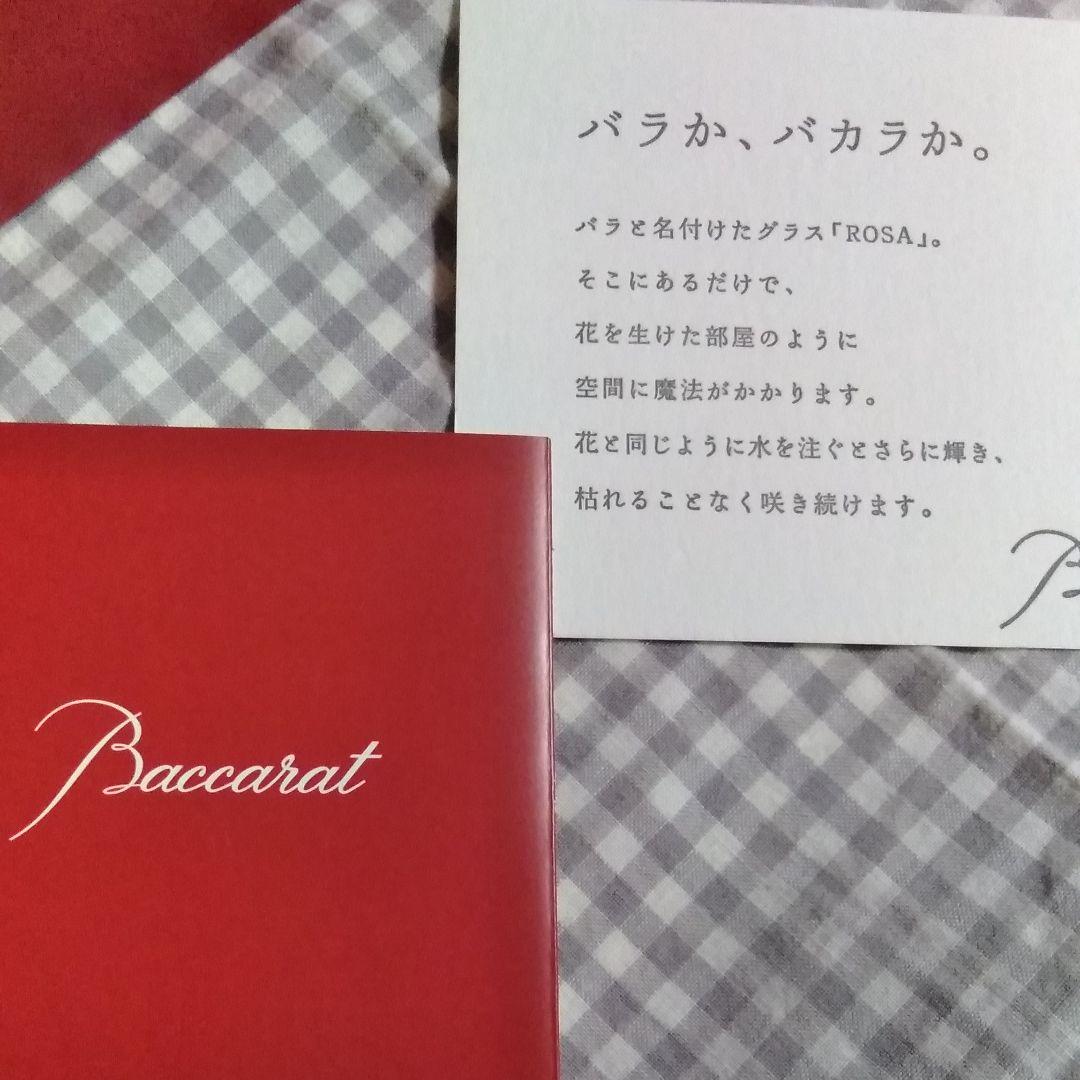 バラか、バカラか。
バラと名付けたグラス「ROSA」。
そこにあるだけで、
花を生けた部屋のように
空間に魔法がかかります。
花と同じように水を注ぐとさらに輝き、
枯れることなく咲き続けます。
B
Baccarat